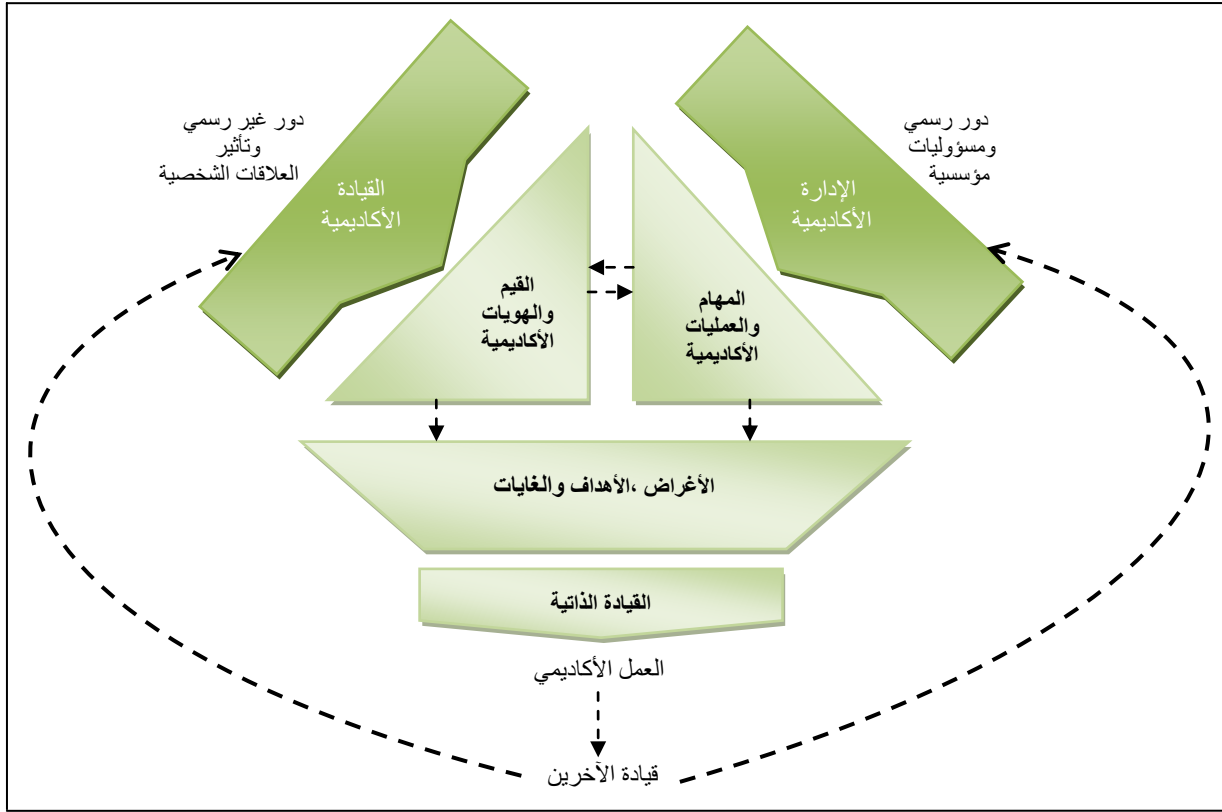 دور رسمي
ومسؤوليات
مؤسسية
دور غير رسمي
وتأثير
العلاقات الشخصية
الإدارة
الأكاديمية
القيادة
الأكاديمية
المهام
والعمليات
الأكاديمية
القيم
والهويات
الأكاديمية
الأغراض ،الأهداف والغايات
القيادة الذاتية
العمل الأكاديمي
قيادة الآخرين